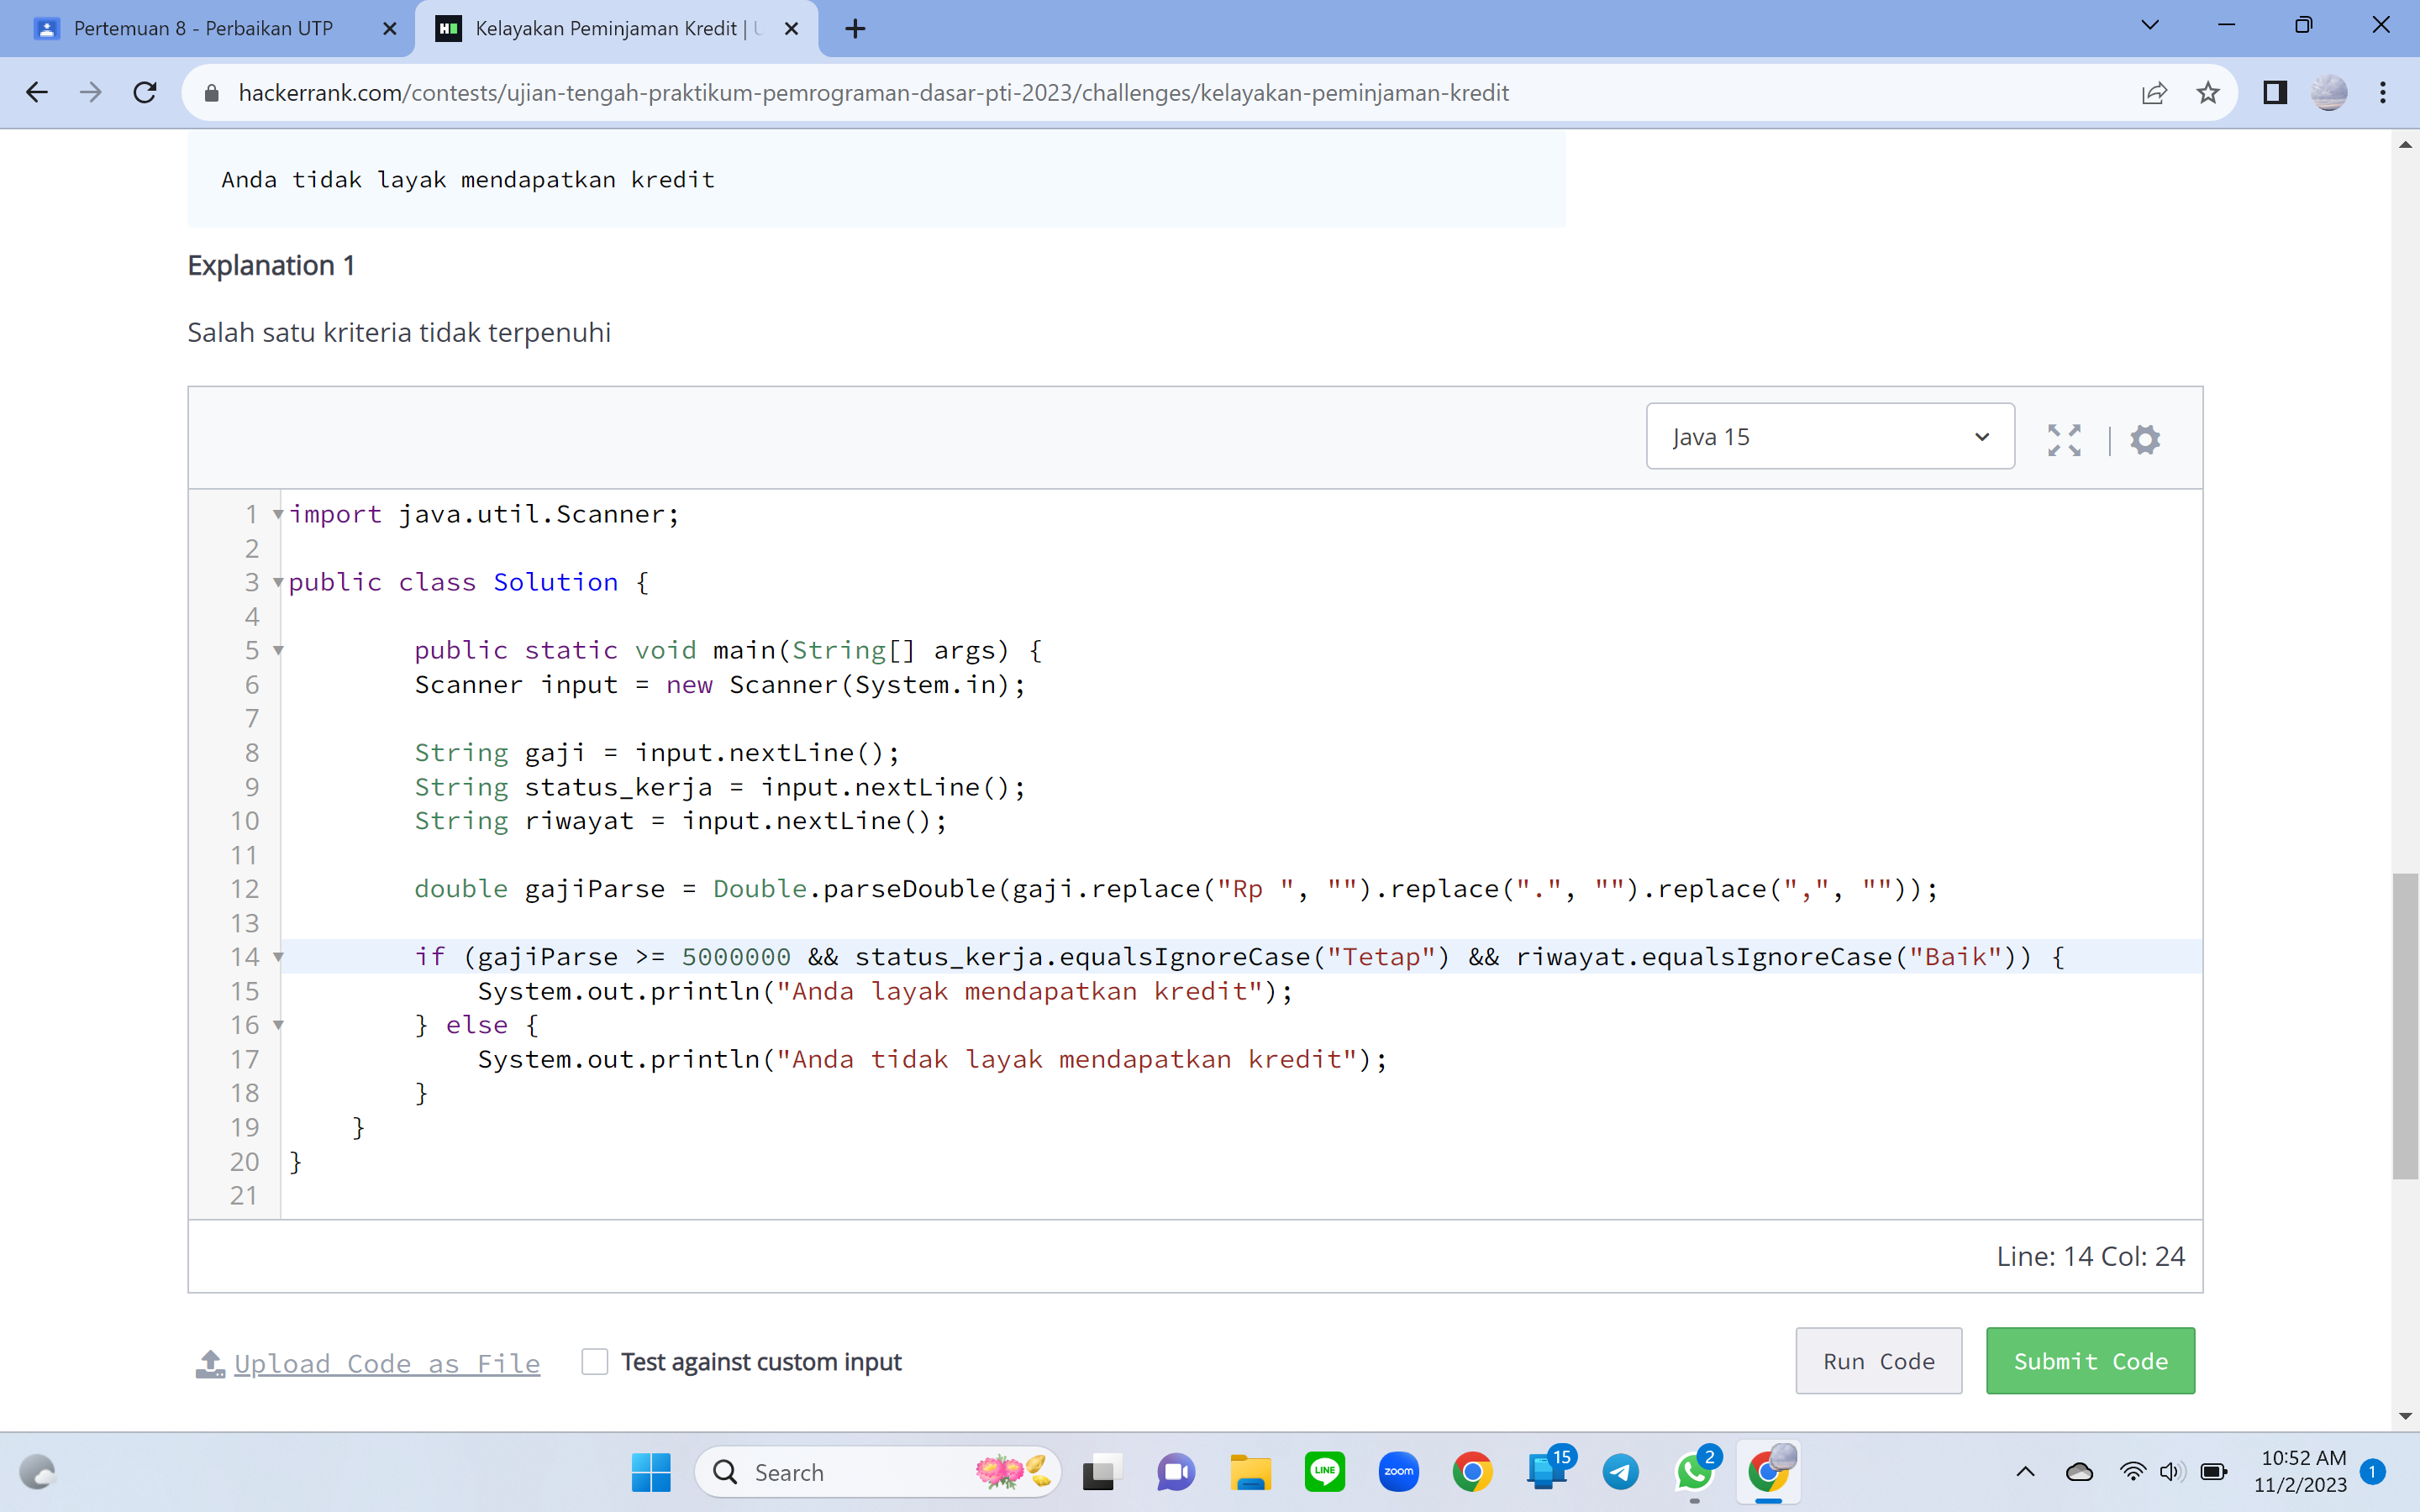 Pertemuan 8 - Perbaikan UTP
Kelayakan Peminjaman Kredit | U
hackerrank.com/contests/ujian-tengah-praktikum-pemrograman-dasar-pti-2023/challenges/kelayakan-peminjaman-kredit
Anda tidak layak mendapatkan kredit
Explanation 1
Salah satu kriteria tidak terpenuhi
Java 15
1 import java.util.Scanner;
2
3 public class Solution {
4
5         public static void main(String[] args) {
6         Scanner input = new Scanner(System.in);
7
8         String gaji = input.nextLine();
9         String status_kerja = input.nextLine();
10         String riwayat = input.nextLine();
11
12         double gajiParse = Double.parseDouble(gaji.replace("Rp ", "").replace(".", "").replace(",", ""));
13
14         if (gajiParse >= 5000000 && status_kerja.equalsIgnoreCase("Tetap") && riwayat.equalsIgnoreCase("Baik")) {
15             System.out.println("Anda layak mendapatkan kredit");
16         } else {
17             System.out.println("Anda tidak layak mendapatkan kredit");
18         }
19     }
20 }
21
Line: 14 Col: 24
Upload Code as File
Test against custom input
Run Code
Submit Code
Search
LINE
zoom
15
2
10:52 AM
11/2/2023
1